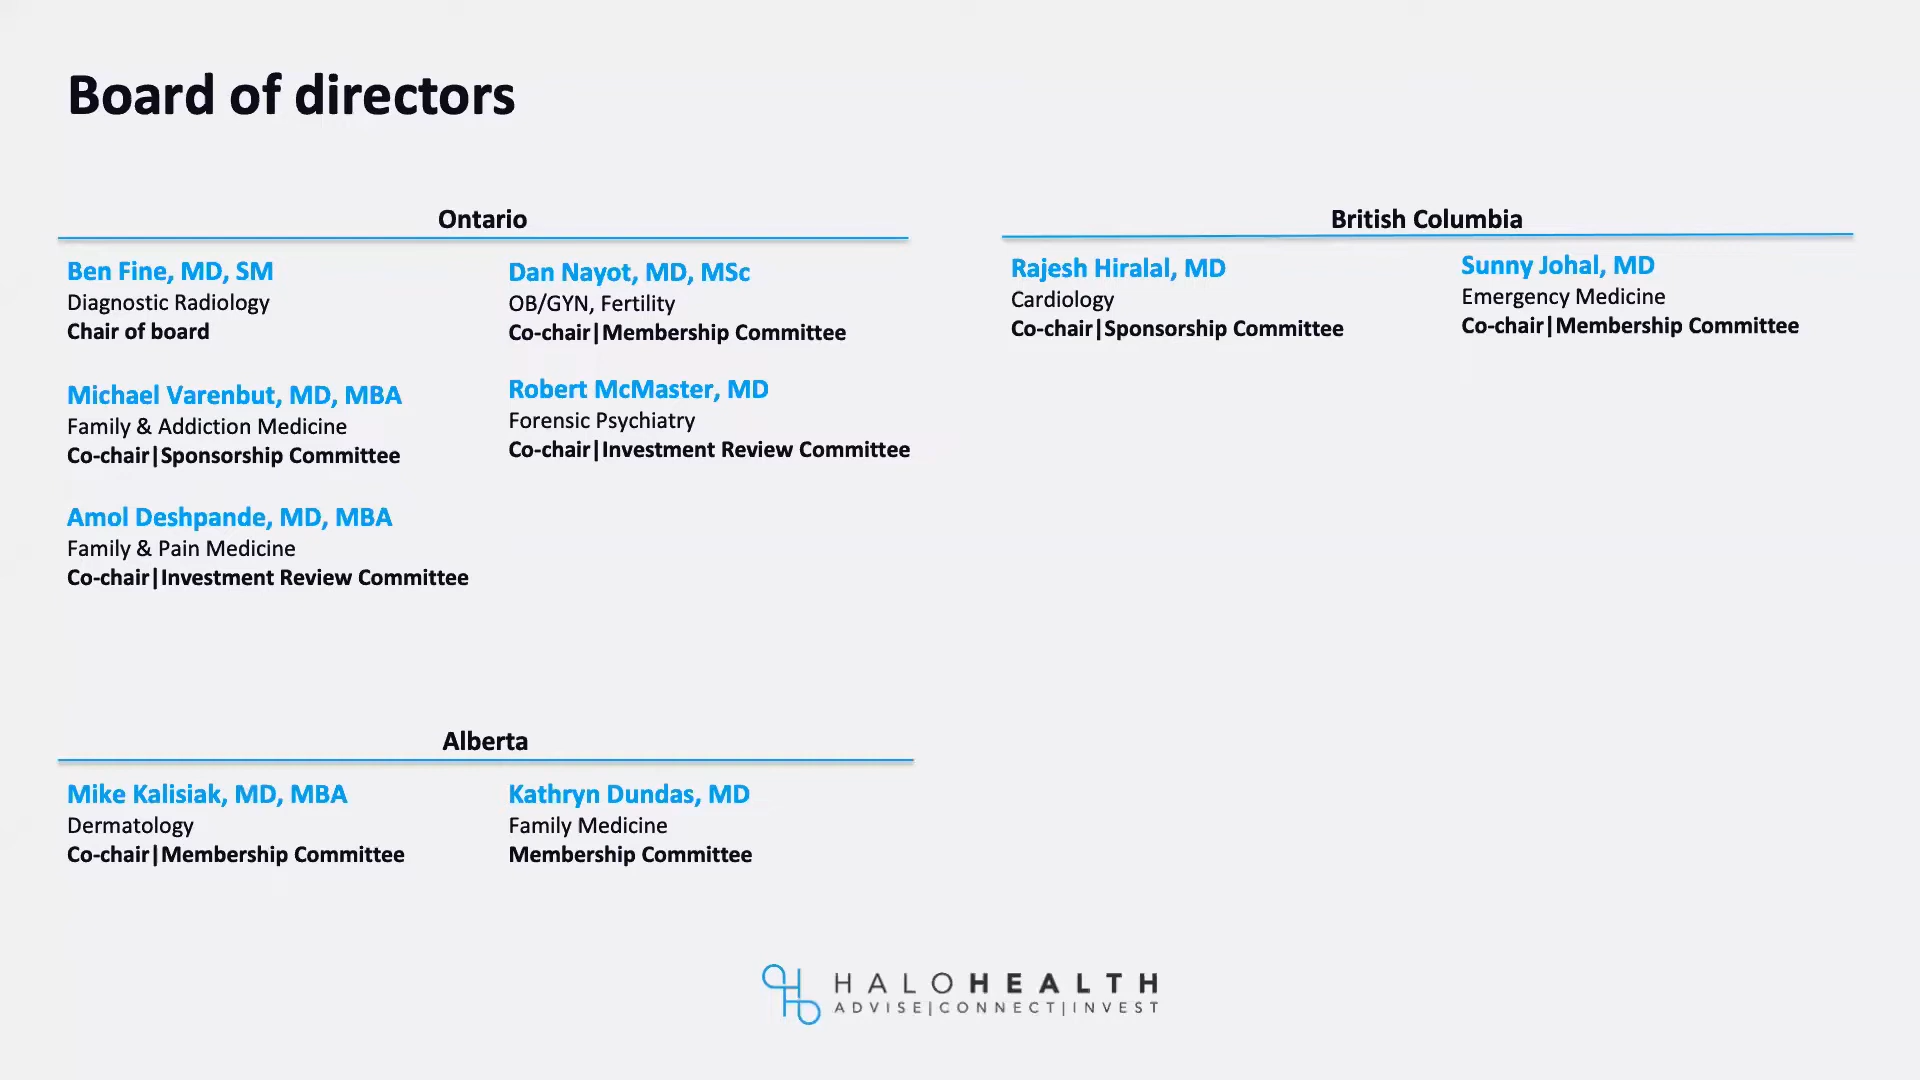 Board of directors
Ontario
Ben Fine, MD, SM
Diagnostic Radiology
Chair of board
Dan Nayot, MD, MSc
OB/GYN, Fertility
Co-chair|Membership Committee
Michael Varenbut, MD, MBA
Family & Addiction Medicine
Co-chair|Sponsorship Committee
Robert McMaster, MD
Forensic Psychiatry
Co-chair|Investment Review Committee
Amol Deshpande, MD, MBA
Family & Pain Medicine
Co-chair|Investment Review Committee
British Columbia
Rajesh Hiralal, MD
Cardiology
Co-chair|Sponsorship Committee
Sunny Johal, MD
Emergency Medicine
Co-chair|Membership Committee
Alberta
Mike Kalisiak, MD, MBA
Dermatology
Co-chair|Membership Committee
Kathryn Dundas, MD
Family Medicine
Membership Committee
HALOHEALTH
ADVISE|CONNECT|INVEST